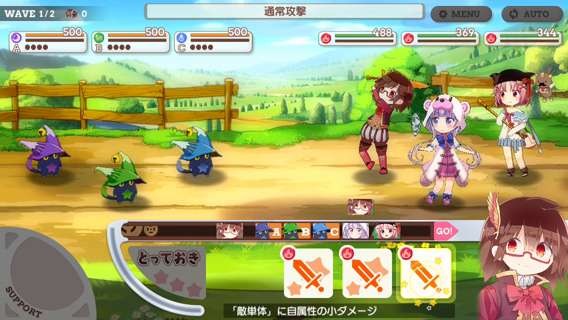 WAVE 1/2 0
通常攻撃
MENU
AUTO
500
A
500
B
500
C
488
369
344
A B C GO!
とっておき
SUPPORT
「敵単体」に自属性の小ダメージ